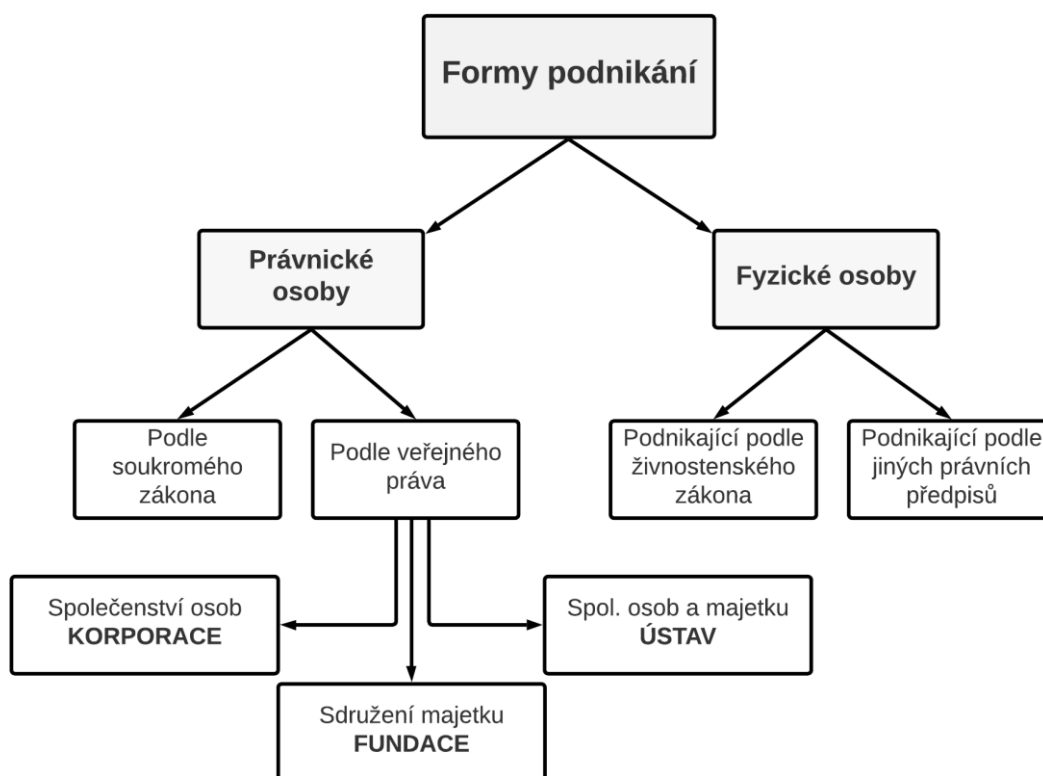 Formy podnikání
Právnické
osoby
Fyzické osoby
Podle
soukromého
zákona
Podle veřejného
práva
Podnikající podle
živnostenského
zákona
Podnikající podle
jiných právních
předpisů
Společenství osob
KORPORACE
Spol. osob a majetku
ÚSTAV
Sdružení majetku
FUNDACE